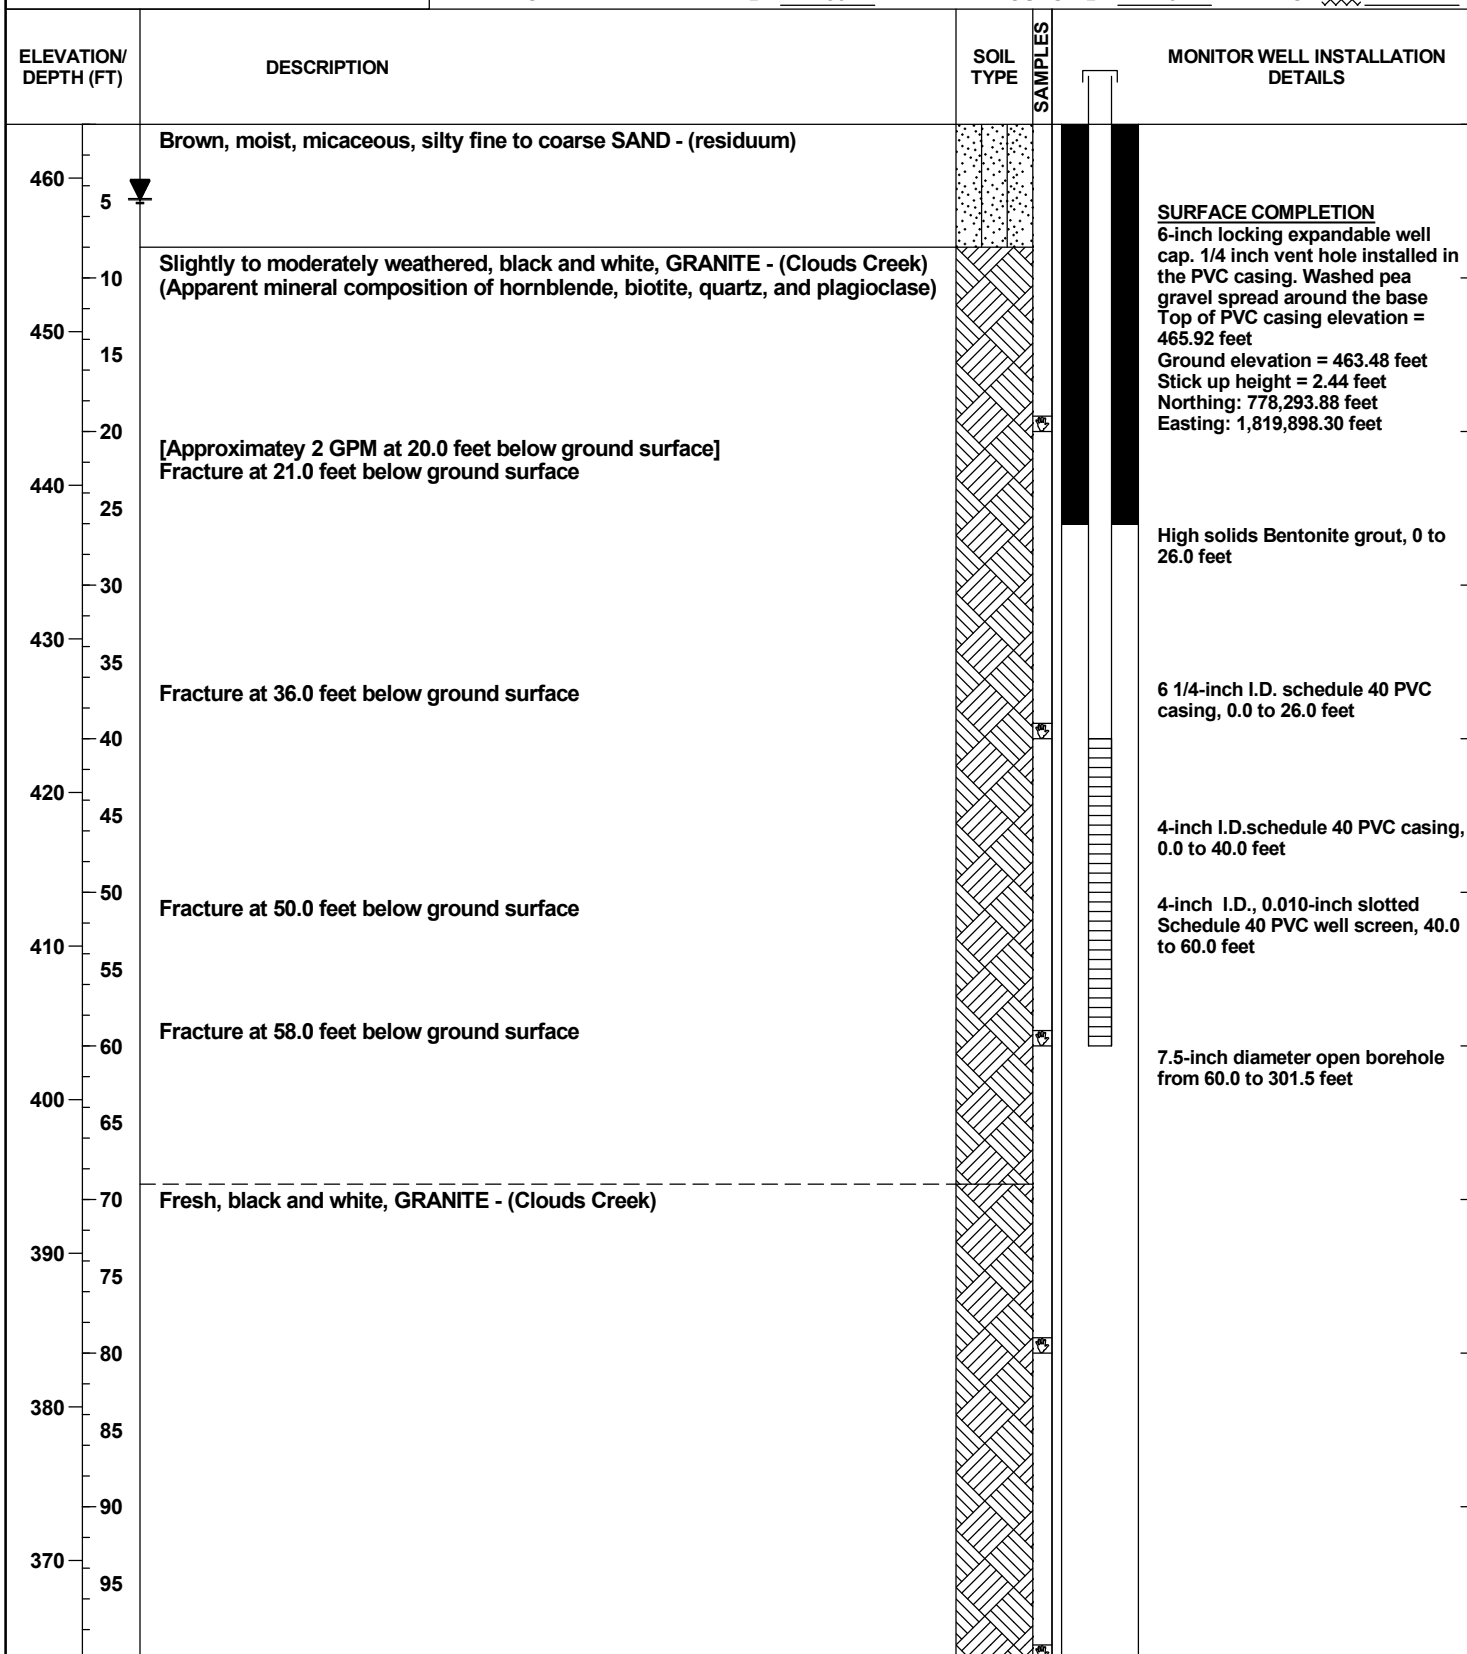 ELEVATION/
DEPTH (FT)
DESCRIPTION
SOIL
TYPE
SAMPLES
MONITOR WELL INSTALLATION
DETAILS
Brown, moist, micaceous, silty fine to coarse SAND - (residuum)
460
5
SURFACE COMPLETION
6-inch locking expandable well
cap. 1/4 inch vent hole installed in
the PVC casing. Washed pea
gravel spread around the base
Top of PVC casing elevation =
465.92 feet
Ground elevation = 463.48 feet
Stick up height = 2.44 feet
Northing: 778,293.88 feet
Easting: 1,819,898.30 feet
Slightly to moderately weathered, black and white, GRANITE - (Clouds Creek)
(Apparent mineral composition of hornblende, biotite, quartz, and plagioclase)
10
450
15
20
[Approximatey 2 GPM at 20.0 feet below ground surface]
Fracture at 21.0 feet below ground surface
440
25
High solids Bentonite grout, 0 to
26.0 feet
30
430
35
Fracture at 36.0 feet below ground surface
6 1/4-inch I.D. schedule 40 PVC
casing, 0.0 to 26.0 feet
40
420
45
4-inch I.D.schedule 40 PVC casing,
0.0 to 40.0 feet
50
Fracture at 50.0 feet below ground surface
4-inch I.D., 0.010-inch slotted
Schedule 40 PVC well screen, 40.0
to 60.0 feet
410
55
Fracture at 58.0 feet below ground surface
60
7.5-inch diameter open borehole
from 60.0 to 301.5 feet
400
65
70
Fresh, black and white, GRANITE - (Clouds Creek)
390
75
80
380
85
90
370
95